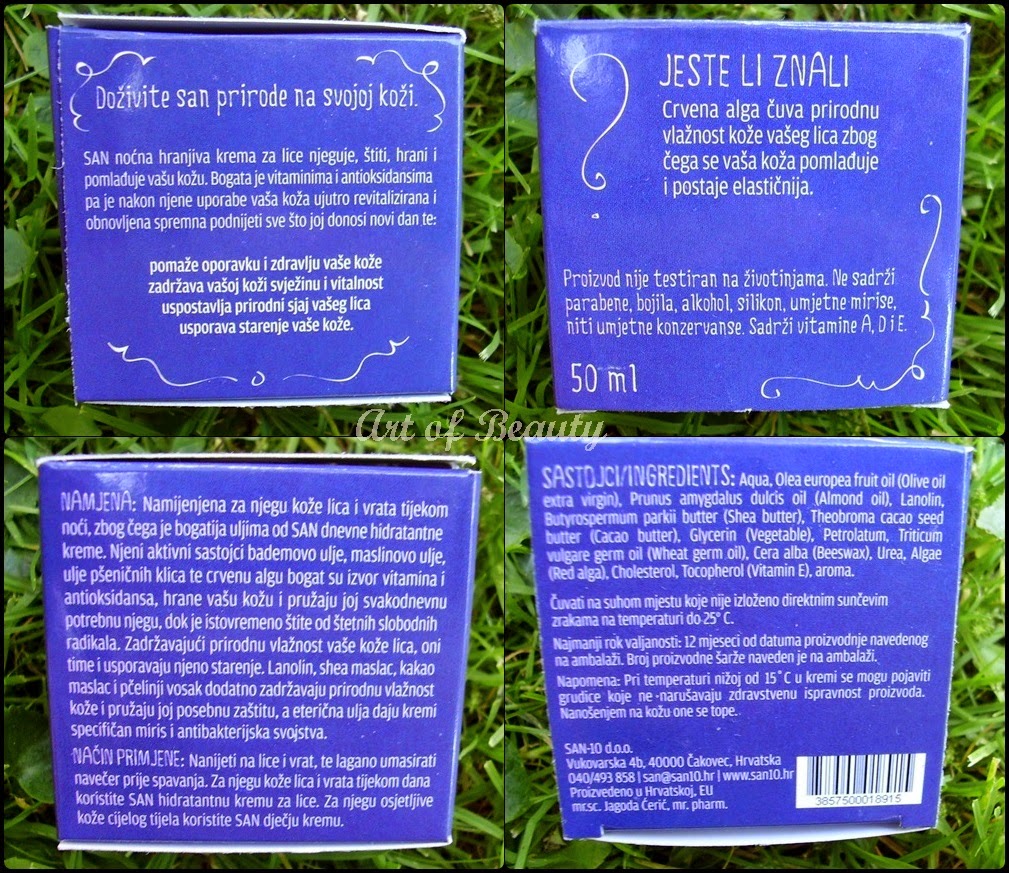 Doživite san prirode na svojoj koži.
SAN noćna hranjiva krema za lice njeguje, štiti, hrani i
pomlađuje vašu kožu. Bogata je vitaminima i antioksidansima
pa je nakon njene uporabe vaša koža ujutro revitalizirana i
obnovljena spremna podnijeti sve što joj donosi novi dan te:
pomaže oporavku i zdravlju vaše kože
zadržava vašoj koži svježinu i vitalnost
uspostavlja prirodni sjaj vašeg lica
usporava starenje vaše kože.
JESTE LI ZNALI
?
Crvena alga čuva prirodnu
vlažnost kože vašeg lica zbog
čega se vaša koža pomlađuje
i postaje elastičnija.
Proizvod nije testiran na životinjama. Ne sadrži
parabene, bojila, alkohol, silikon, umjetne mirise,
niti umjetne konzervanse. Sadrži vitamine A, D i E.
50 ml
Art of Beauty
NAMJENA: Namijenjena za njegu kože lica i vrata tijekom
noći, zbog čega je bogatija uljima od SAN dnevne hidratantne
kreme. Njeni aktivni sastojci bademovo ulje, maslinovo ulje,
ulje pšeničnih klica te crvenu algu bogat su izvor vitamina i
antioksidansa, hrane vašu kožu i pružaju joj svakodnevnu
potrebnu njegu, dok je istovremeno štite od štetnih slobodnih
radikala. Zadržavajući prirodnu vlažnost vaše kože lica, oni
time i usporavaju njeno starenje. Lanolin, shea maslac, kakao
maslac i pčelinji vosak dodatno zadržavaju prirodnu vlažnost
kože i pružaju joj posebnu zaštitu, a eterična ulja daju kremi
specifičan miris i antibakterijska svojstva.
NAČIN PRIMJENE: Nanijeti na lice i vrat, te lagano umasirati
navečer prije spavanja. Za njegu kože lica i vrata tijekom dana
koristite SAN hidratantnu kremu za lice. Za njegu osjetljive
kože cijelog tijela koristite SAN dječju kremu.
SASTOJCI/INGREDIENTS: Aqua, Olea europea fruit oil (Olive oil
extra virgin), Prunus amygdalus dulcis oil (Almond oil), Lanolin,
Butyrospermum parkii butter (Shea butter), Theobroma cacao seed
butter (Cacao butter), Glycerin (Vegetable), Petrolatum, Triticum
vulgare germ oil (Wheat germ oil), Cera alba (Beeswax), Urea, Algae
(Red alga), Cholesterol, Tocopherol (Vitamin E), aroma.
Čuvati na suhom mjestu koje nije izloženo direktnim sunčevim
zrakama na temperaturi do 25° C.
Najmanji rok valjanosti: 12 mjeseci od datuma proizvodnje navedenog
na ambalaži. Broj proizvodne šarže naveden je na ambalaži.
Napomena: Pri temperaturi nižoj od 15˚C u kremi se mogu pojaviti
grudice koje ne narušavaju zdravstvenu ispravnost proizvoda.
Nanošenjem na kožu one se tope.
SAN-10 d.o.o.
Vukovarska 4b, 40000 Čakovec, Hrvatska
040/493 858 | san@san10.hr | www.san10.hr
Proizvedeno u Hrvatskoj, EU
mr.sc. Jagoda Cerić, mr. pharm.
3857500018915